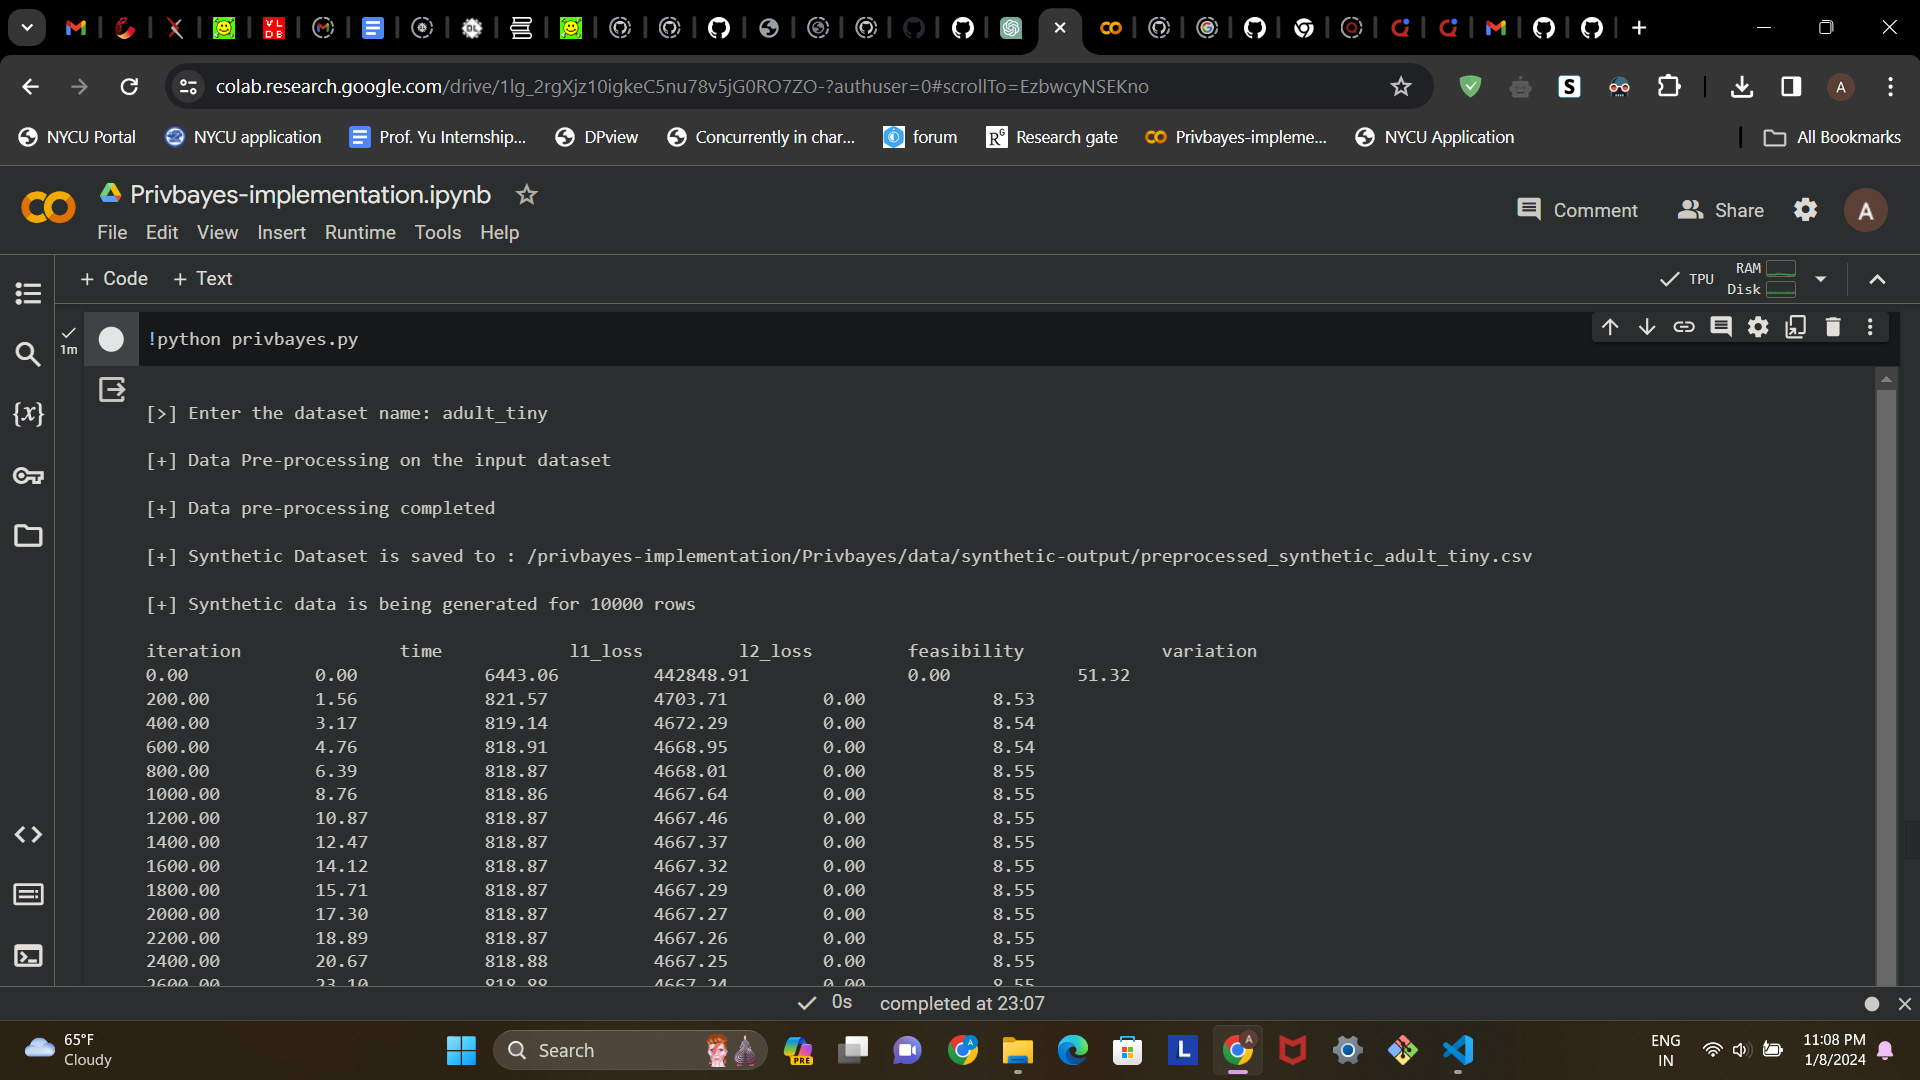 colab.research.google.com/drive/1lg_2rgXjz10igkeC5nu78v5jG0RO7ZO-?authuser=0#scrollTo=EzbwcyNSEKno
NYCU Portal NYCU application Prof. Yu Internship... DPview Concurrently in char... forum Research gate Privbayes-impleme... NYCU Application All Bookmarks
Privbayes-implementation.ipynb
Comment Share A
File Edit View Insert Runtime Tools Help
+ Code + Text
TPU RAM
Disk
1m
!python privbayes.py
[>] Enter the dataset name: adult_tiny
[+] Data Pre-processing on the input dataset
[+] Data pre-processing completed
[+] Synthetic Dataset is saved to : /privbayes-implementation/Privbayes/data/synthetic-output/preprocessed_synthetic_adult_tiny.csv
[+] Synthetic data is being generated for 10000 rows
iteration time l1_loss l2_loss feasibility variation
0.00 0.00 6443.06 442848.91 0.00 51.32
200.00 1.56 821.57 4703.71 0.00 8.53
400.00 3.17 819.14 4672.29 0.00 8.54
600.00 4.76 818.91 4668.95 0.00 8.54
800.00 6.39 818.87 4668.01 0.00 8.55
1000.00 8.76 818.86 4667.64 0.00 8.55
1200.00 10.87 818.87 4667.46 0.00 8.55
1400.00 12.47 818.87 4667.37 0.00 8.55
1600.00 14.12 818.87 4667.32 0.00 8.55
1800.00 15.71 818.87 4667.29 0.00 8.55
2000.00 17.30 818.87 4667.27 0.00 8.55
2200.00 18.89 818.87 4667.26 0.00 8.55
2400.00 20.67 818.88 4667.25 0.00 8.55
2600.00 23.10 818.88 4667.24 0.00 8.55
0s completed at 23:07
65°F
Cloudy
Search
PRE
L
ENG
IN
11:08 PM
1/8/2024